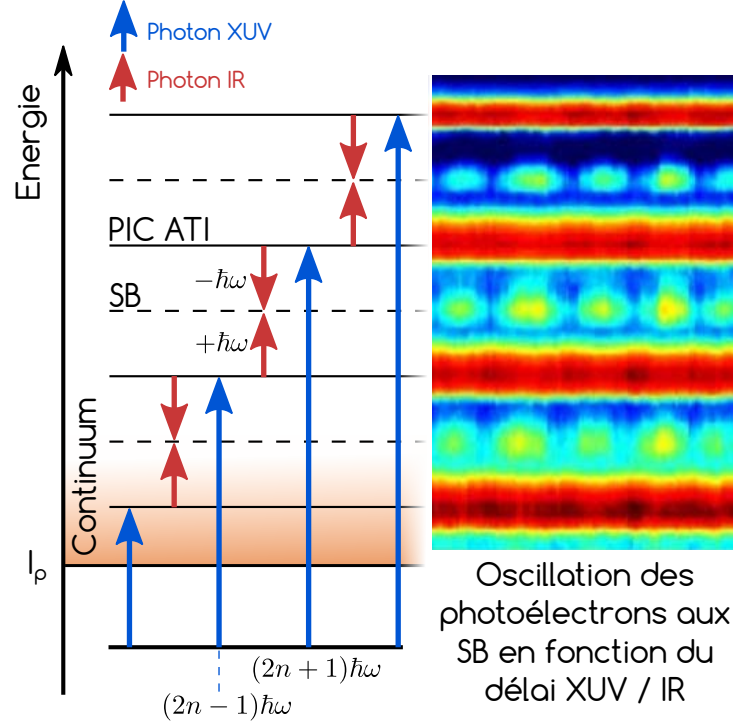 Photon XUV
Photon IR
Energie
PIC ATI
SB
−ħω
+ħω
Continuum
Iₚ
(2n + 1)ħω
(2n − 1)ħω
Oscillation des
photoélectrons aux
SB en fonction du
délai XUV / IR